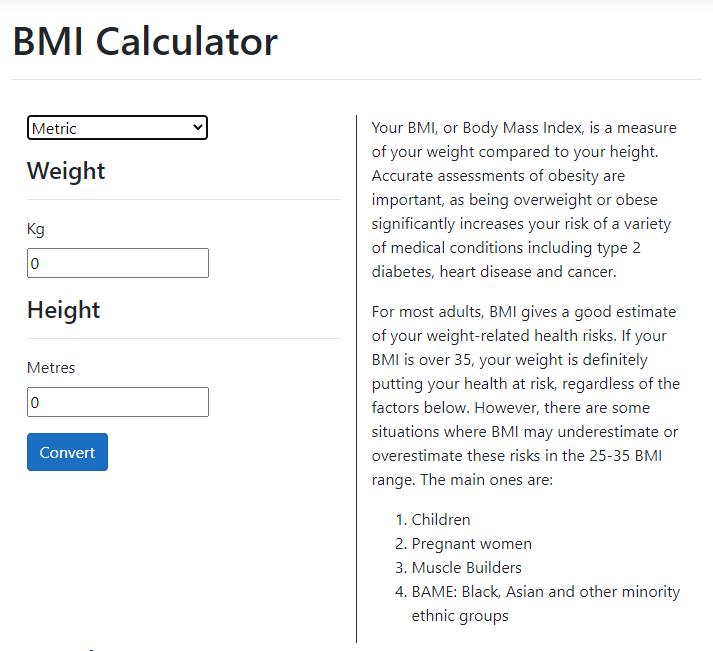 BMI Calculator
Metric
Weight
Kg
0
Height
Metres
0
Convert
Your BMI, or Body Mass Index, is a measure
of your weight compared to your height.
Accurate assessments of obesity are
important, as being overweight or obese
significantly increases your risk of a variety
of medical conditions including type 2
diabetes, heart disease and cancer.
For most adults, BMI gives a good estimate
of your weight-related health risks. If your
BMI is over 35, your weight is definitely
putting your health at risk, regardless of the
factors below. However, there are some
situations where BMI may underestimate or
overestimate these risks in the 25-35 BMI
range. The main ones are:
1. Children
2. Pregnant women
3. Muscle Builders
4. BAME: Black, Asian and other minority
ethnic groups